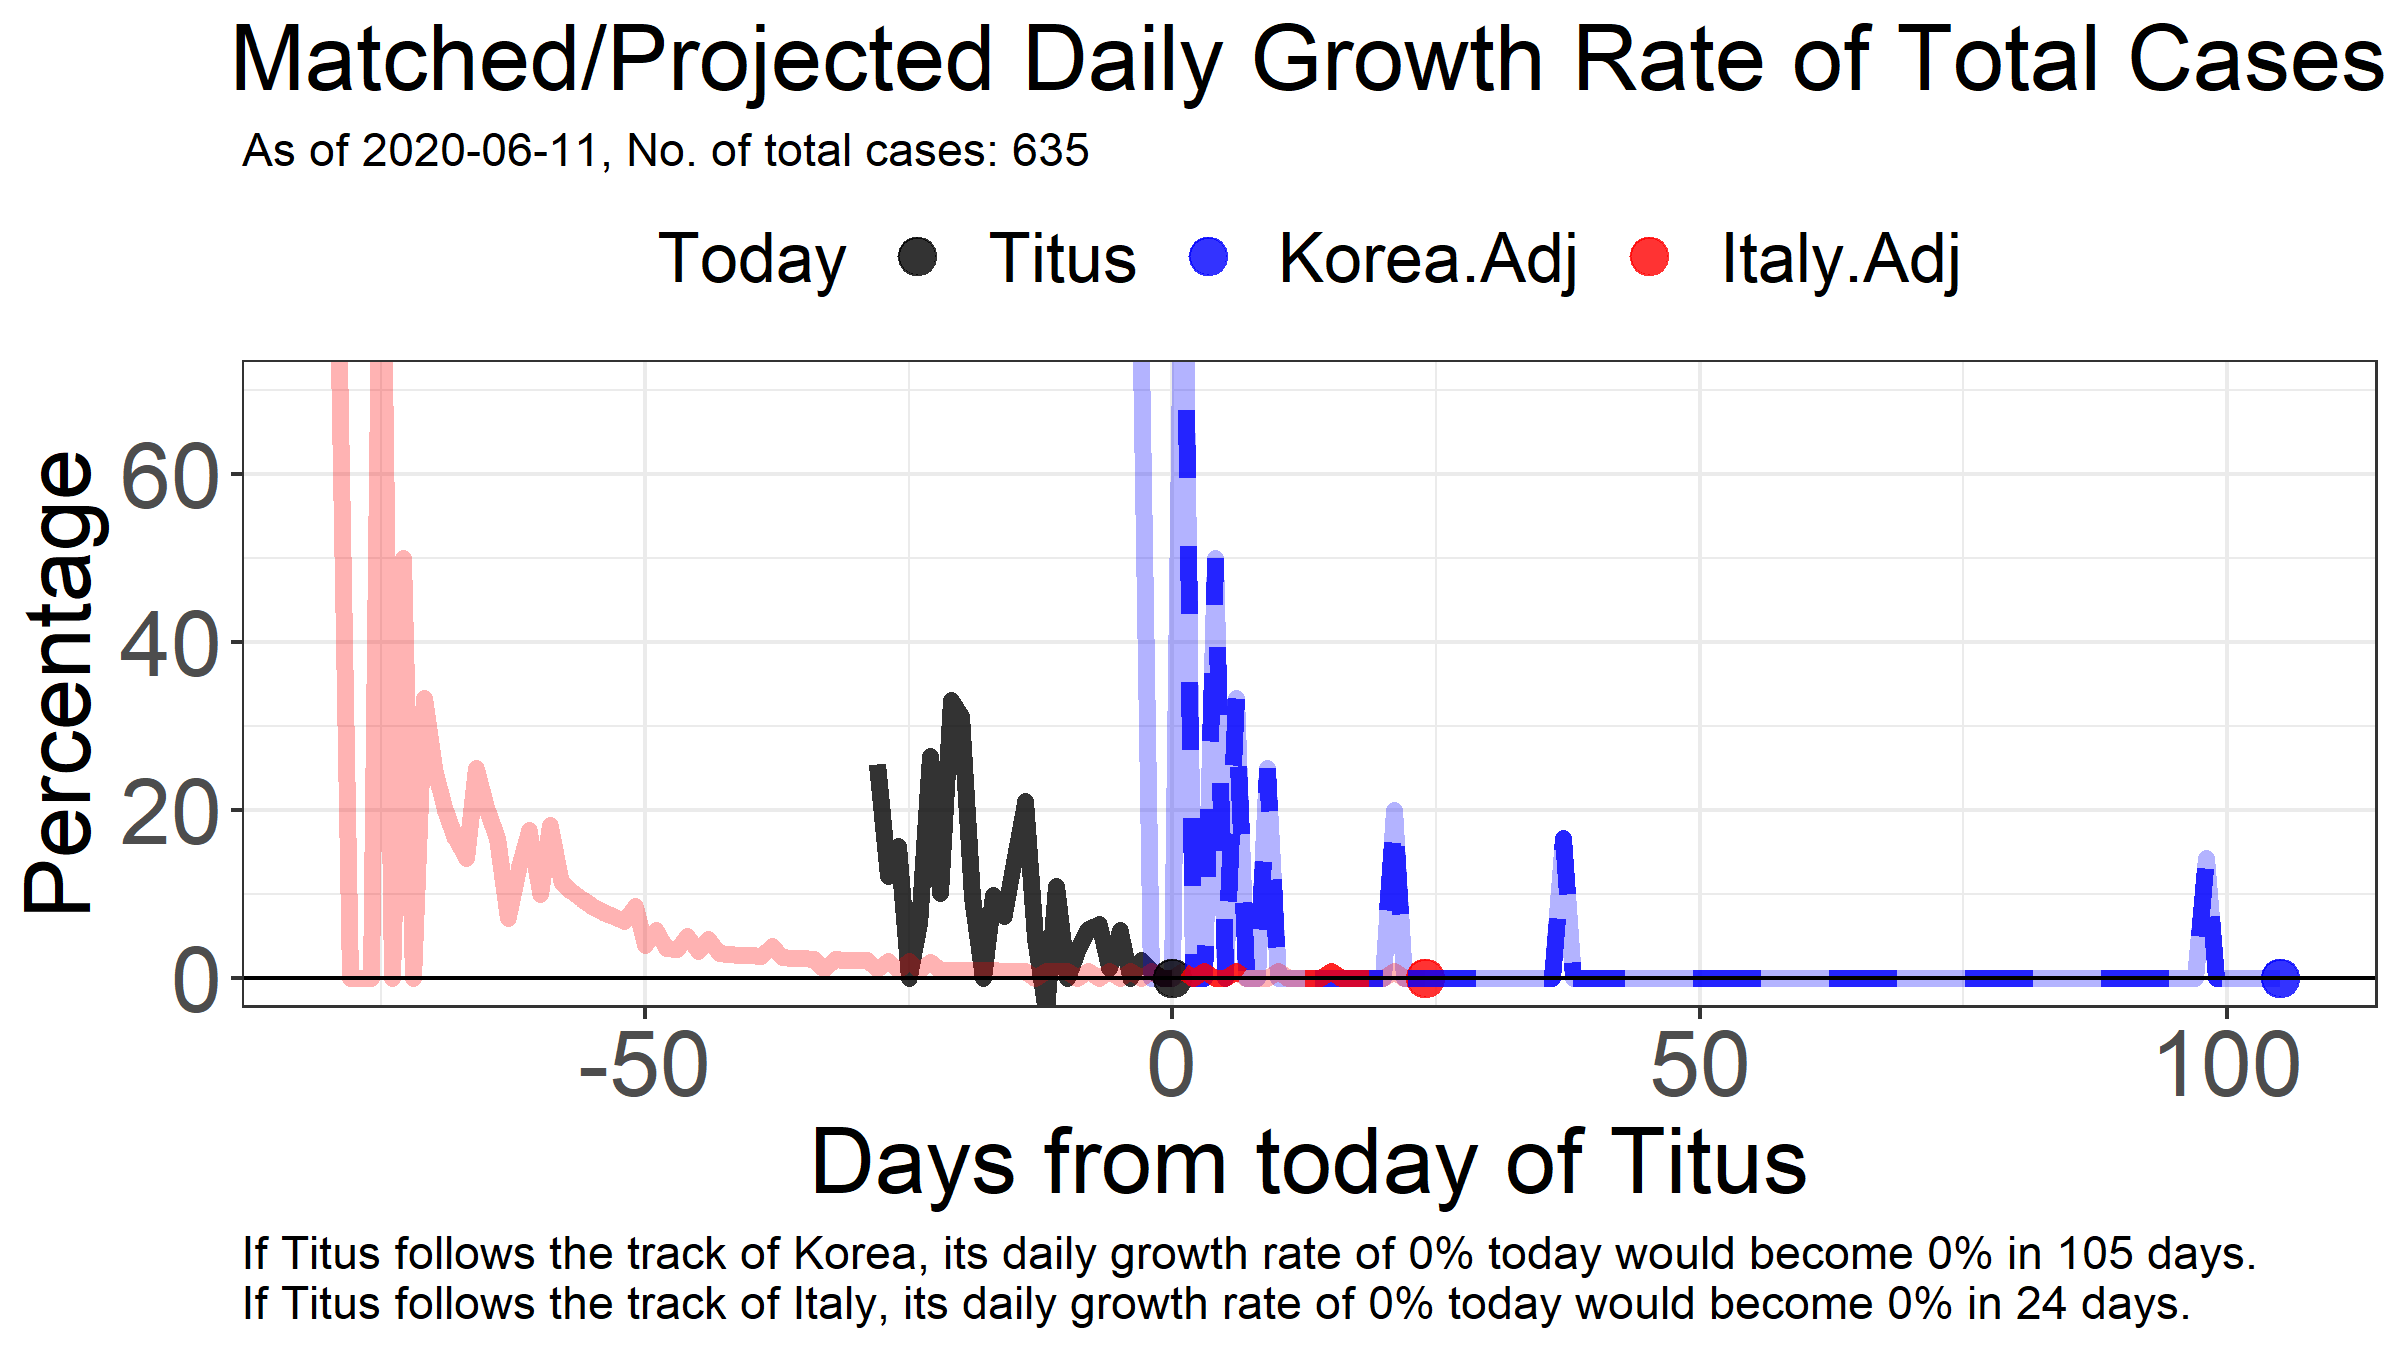 Matched/Projected Daily Growth Rate of Total Cases
As of 2020-06-11, No. of total cases: 635
Today Titus Korea.Adj Italy.Adj
Percentage
60
40
20
0
-50 0 50 100
Days from today of Titus
If Titus follows the track of Korea, its daily growth rate of 0% today would become 0% in 105 days.
If Titus follows the track of Italy, its daily growth rate of 0% today would become 0% in 24 days.